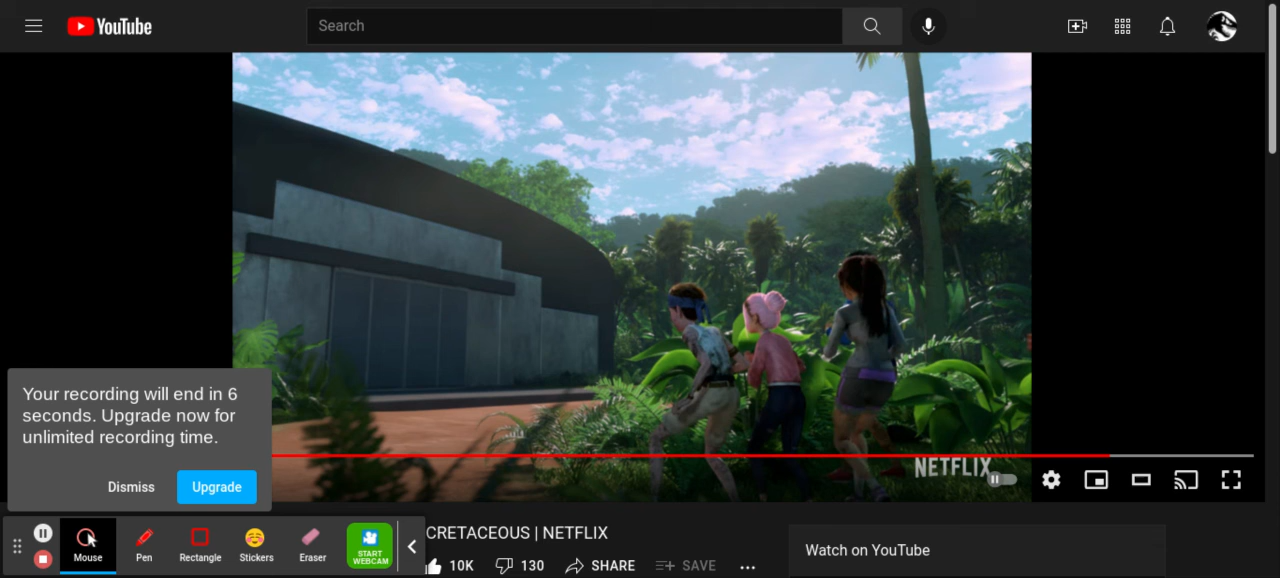 YouTube
Search
Your recording will end in 6
seconds. Upgrade now for
unlimited recording time.
Dismiss
Upgrade
NETFLIX
Mouse
Pen
Rectangle
Stickers
Eraser
START
WEBCAM
CRETACEOUS | NETFLIX
10K
130
SHARE
SAVE
Watch on YouTube